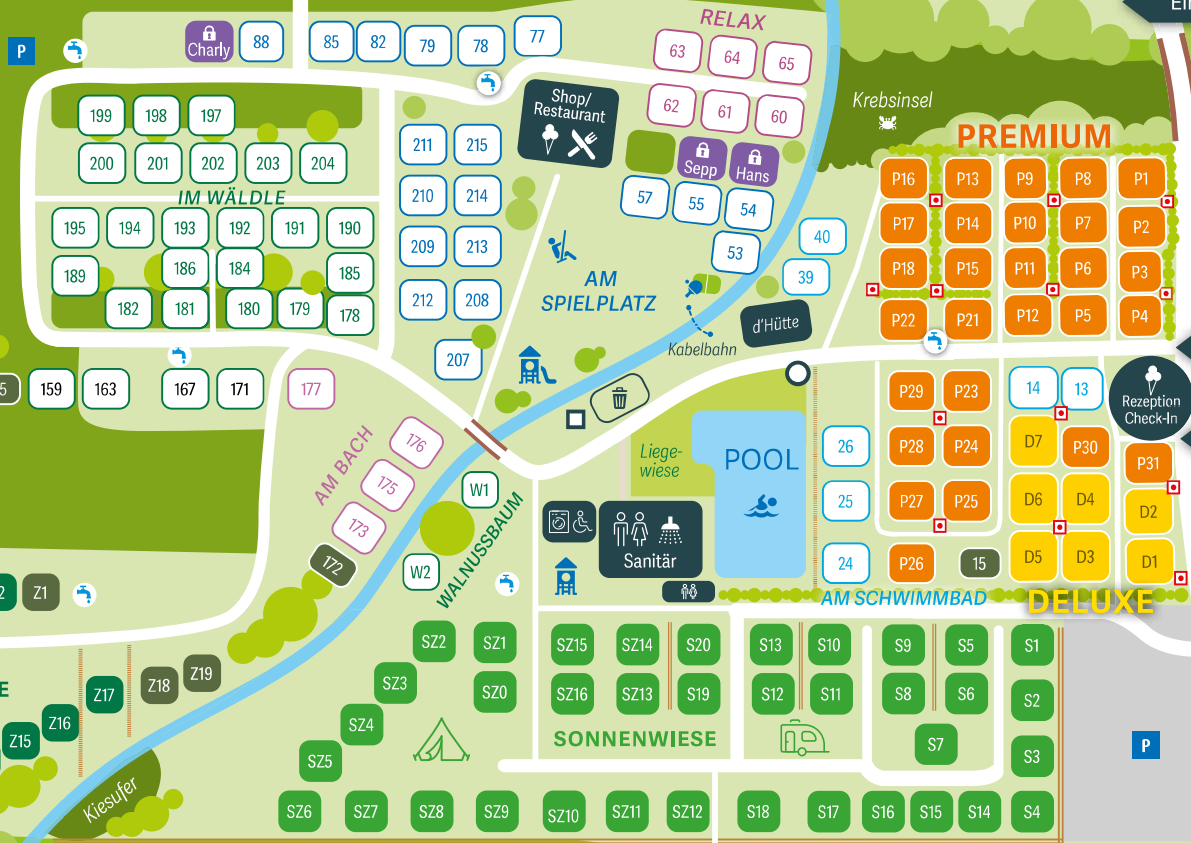 Ein
P
Charly
88
85
82
79
78
77
RELAX
63
64
65
62
61
60
Shop/
Restaurant
Sepp
Hans
57
55
54
53
40
39
Krebsinsel
PREMIUM
P16
P13
P9
P8
P1
P17
P14
P10
P7
P2
P18
P15
P11
P6
P3
P22
P21
P12
P5
P4
199
198
197
200
201
202
203
204
IM WÄLDLE
195
194
193
192
191
190
189
186
184
185
182
181
180
179
178
211
215
210
214
209
213
212
208
207
AM
SPIELPLATZ
Kabelbahn
d'Hütte
5
159
163
167
171
177
AM BACH
176
175
173
172
W1
W2
WALNUSSBAUM
Liege-
wiese
POOL
Sanitär
26
25
24
P29
P23
P28
P24
P27
P25
P26
15
14
13
Rezeption
Check-In
D7
P30
P31
D6
D4
D2
D5
D3
D1
AM SCHWIMMBAD
DELUXE
2
Z1
E
Z15
Z16
Z17
Z18
Z19
Kiesufer
SZ2
SZ1
SZ3
SZ0
SZ4
SZ5
SZ6
SZ7
SZ8
SZ9
SZ10
SZ11
SZ12
SZ15
SZ14
S20
SZ16
SZ13
S19
SONNENWIESE
S13
S10
S12
S11
S9
S5
S8
S6
S7
S1
S2
S3
S4
S18
S17
S16
S15
S14
P